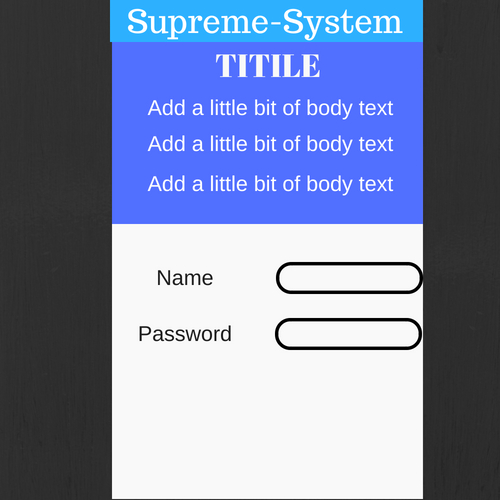 Supreme-System
TITILE
Add a little bit of body text
Add a little bit of body text
Add a little bit of body text
Name
Password